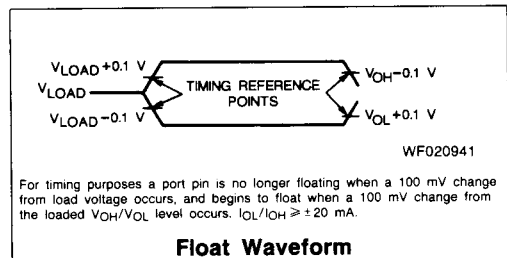 VLOAD+0.1 V
VLOAD
VLOAD−0.1 V
TIMING REFERENCE
POINTS
VOH−0.1 V
VOL+0.1 V
WF020941
For timing purposes a port pin is no longer floating when a 100 mV change
from load voltage occurs, and begins to float when a 100 mV change from
the loaded VOH/VOL level occurs. IOL/IOH ≥ ±20 mA.
Float Waveform